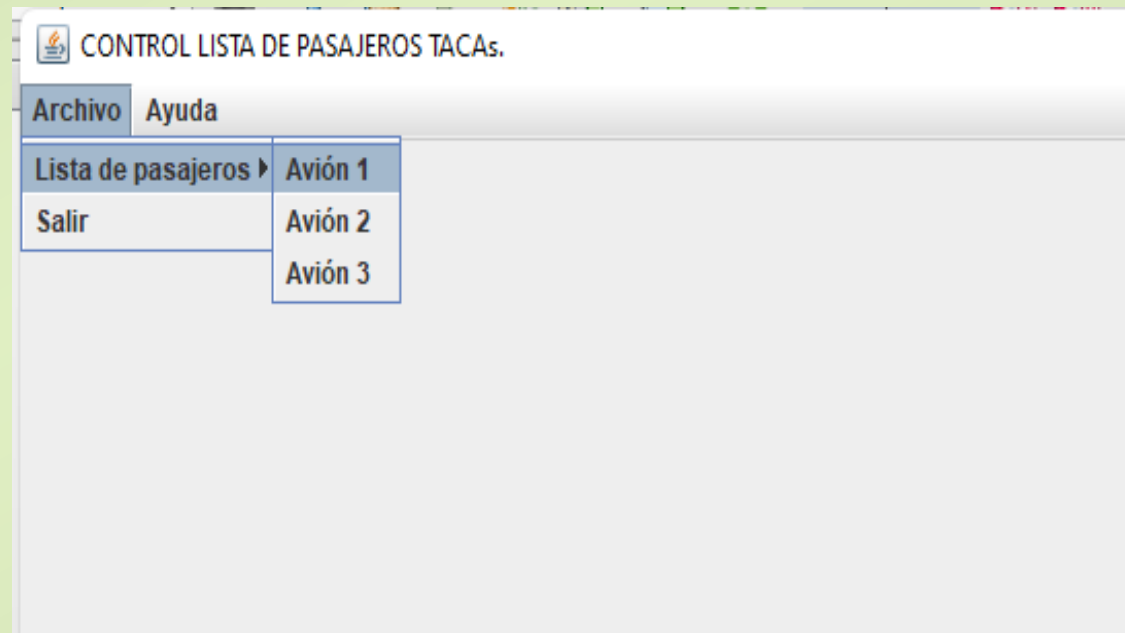 CONTROL LISTA DE PASAJEROS TACAs.
Archivo Ayuda
Lista de pasajeros Avión 1
Salir Avión 2
Avión 3